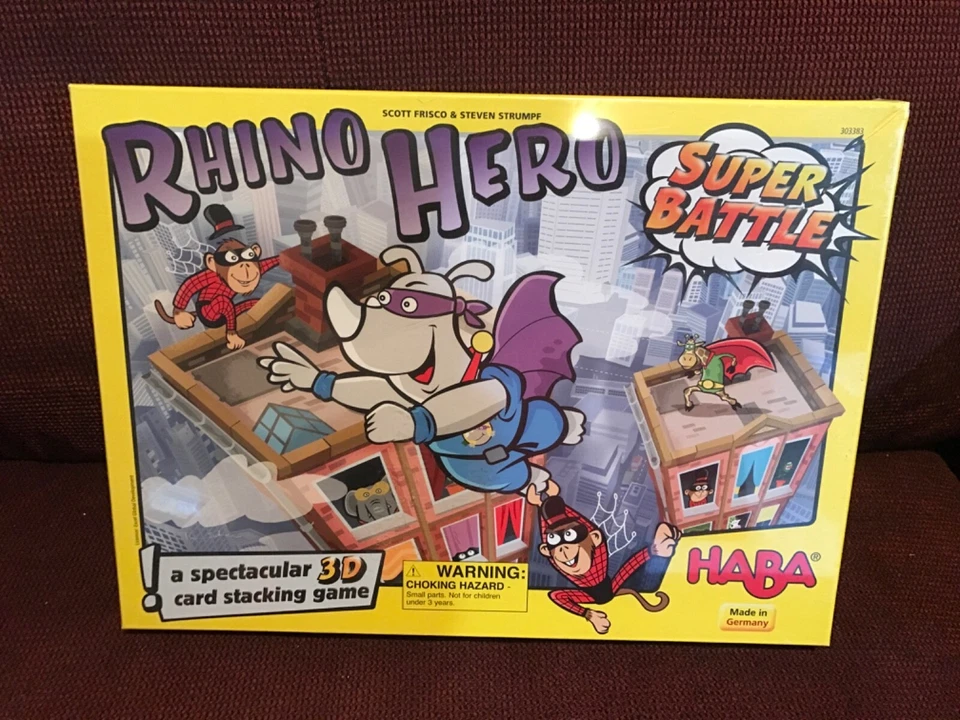 SCOTT FRISCO & STEVEN STRUMPF
303383
RHINO HERO
SUPER
BATTLE
a spectacular 3D
card stacking game
WARNING:
CHOKING HAZARD -
Small parts. Not for children
under 3 years.
HABA®
Made in
Germany